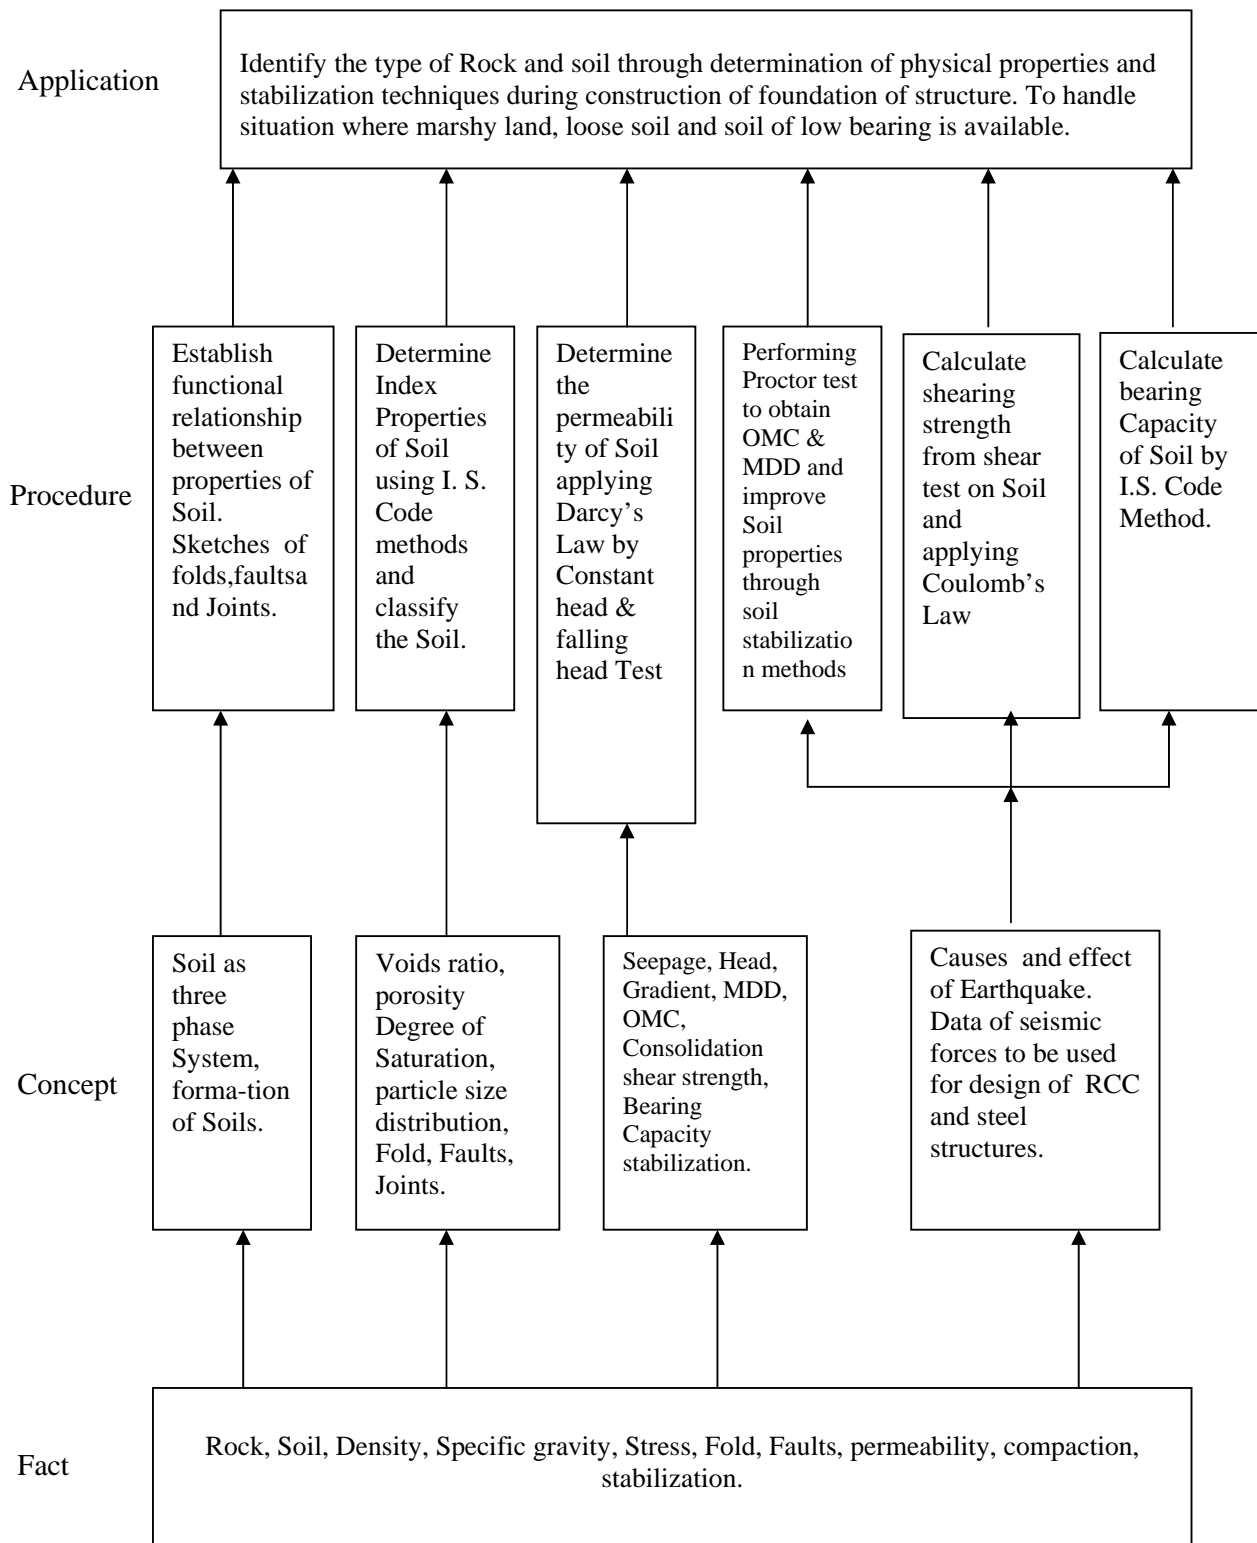 Application
Identify the type of Rock and soil through determination of physical properties and
stabilization techniques during construction of foundation of structure. To handle
situation where marshy land, loose soil and soil of low bearing is available.
Procedure
Establish
functional
relationship
between
properties of
Soil.
Sketches of
folds,faultsa
nd Joints.
Determine
Index
Properties
of Soil
using I. S.
Code
methods
and
classify
the Soil.
Determine
the
permeabili
ty of Soil
applying
Darcy’s
Law by
Constant
head &
falling
head Test
Performing
Proctor test
to obtain
OMC &
MDD and
improve
Soil
properties
through
soil
stabilizatio
n methods
Calculate
shearing
strength
from shear
test on Soil
and
applying
Coulomb’s
Law
Calculate
bearing
Capacity
of Soil by
I.S. Code
Method.
Concept
Soil as
three
phase
System,
forma-tion
of Soils.
Voids ratio,
porosity
Degree of
Saturation,
particle size
distribution,
Fold, Faults,
Joints.
Seepage, Head,
Gradient, MDD,
OMC,
Consolidation
shear strength,
Bearing
Capacity
stabilization.
Causes and effect
of Earthquake.
Data of seismic
forces to be used
for design of RCC
and steel
structures.
Fact
Rock, Soil, Density, Specific gravity, Stress, Fold, Faults, permeability, compaction,
stabilization.